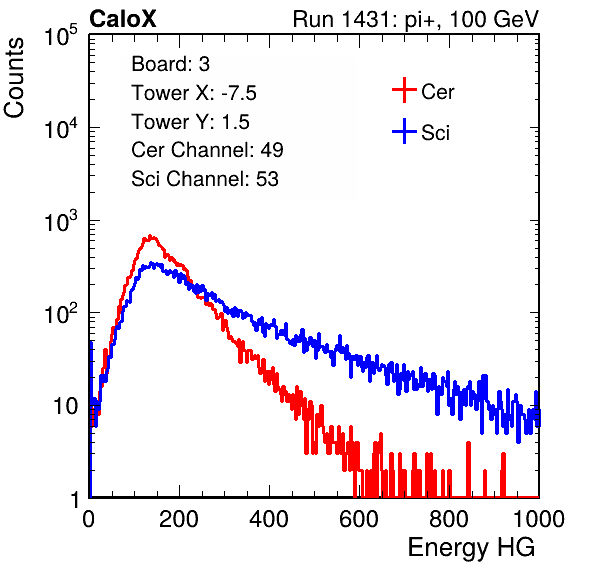 CaloX Run 1431: pi+, 100 GeV
Counts
Board: 3
Tower X: -7.5
Tower Y: 1.5
Cer Channel: 49
Sci Channel: 53
Cer
Sci
10^5
10^4
10^3
10^2
10
1
0 200 400 600 800 1000
Energy HG